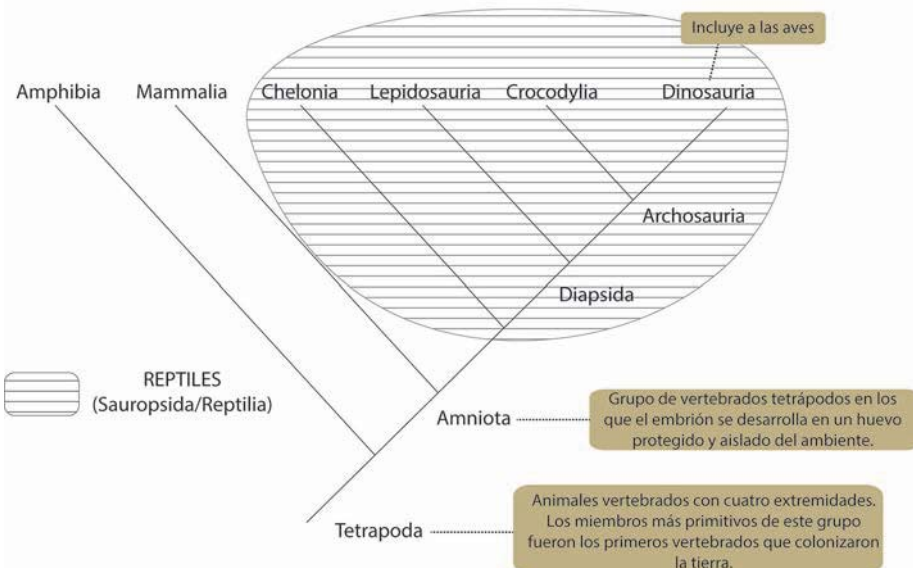 Incluye a las aves
Amphibia
Mammalia
Chelonia
Lepidosauria
Crocodylia
Dinosauria
Archosauria
Diapsida
REPTILES
(Sauropsida/Reptilia)
Amniota
Grupo de vertebrados tetrápodos en los
que el embrión se desarrolla en un huevo
protegido y aislado del ambiente.
Tetrapoda
Animales vertebrados con cuatro extremidades.
Los miembros más primitivos de este grupo
fueron los primeros vertebrados que colonizaron
la tierra.